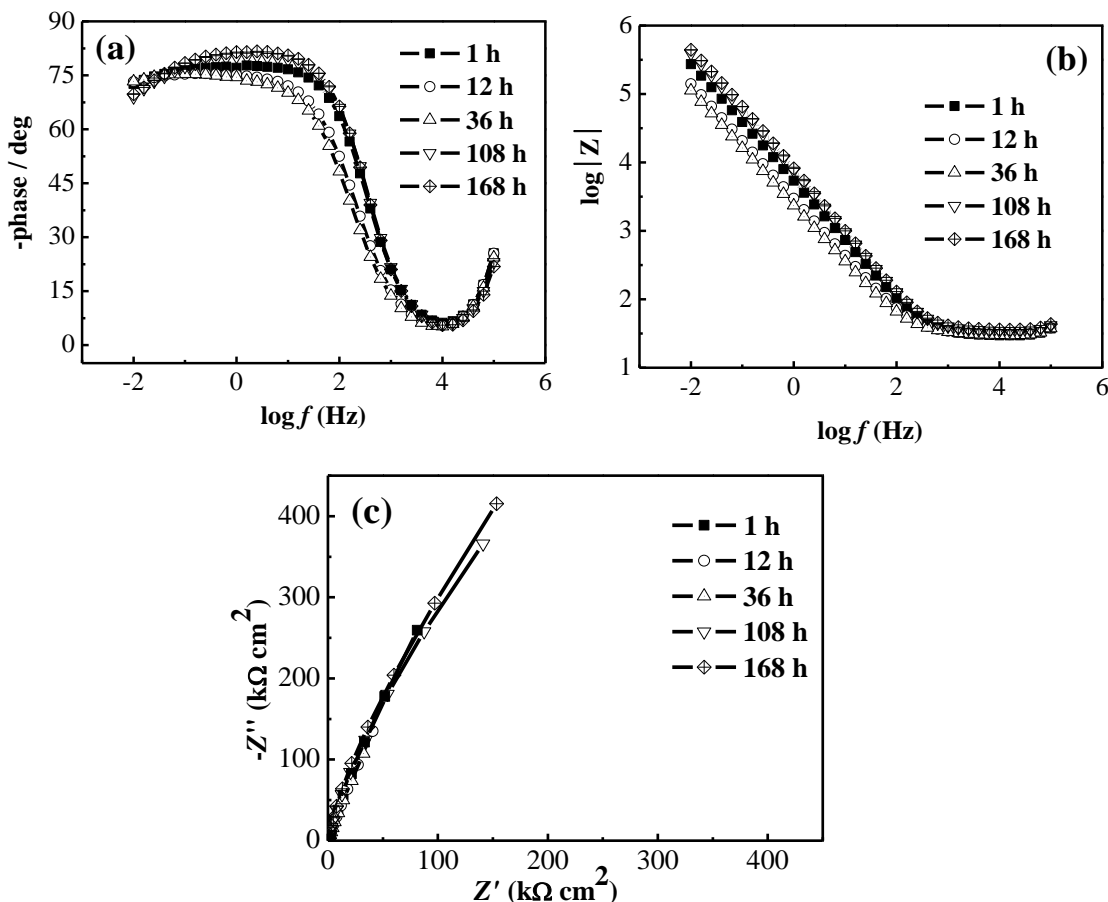 (a)
-phase / deg
90
75
60
45
30
15
0
-2 0 2 4 6
log f (Hz)
1 h
12 h
36 h
108 h
168 h
(b)
log |Z|
6
5
4
3
2
1
-2 0 2 4 6
log f (Hz)
1 h
12 h
36 h
108 h
168 h
(c)
-Z'' (kΩ cm²)
400
300
200
100
0
0 100 200 300 400
Z' (kΩ cm²)
1 h
12 h
36 h
108 h
168 h